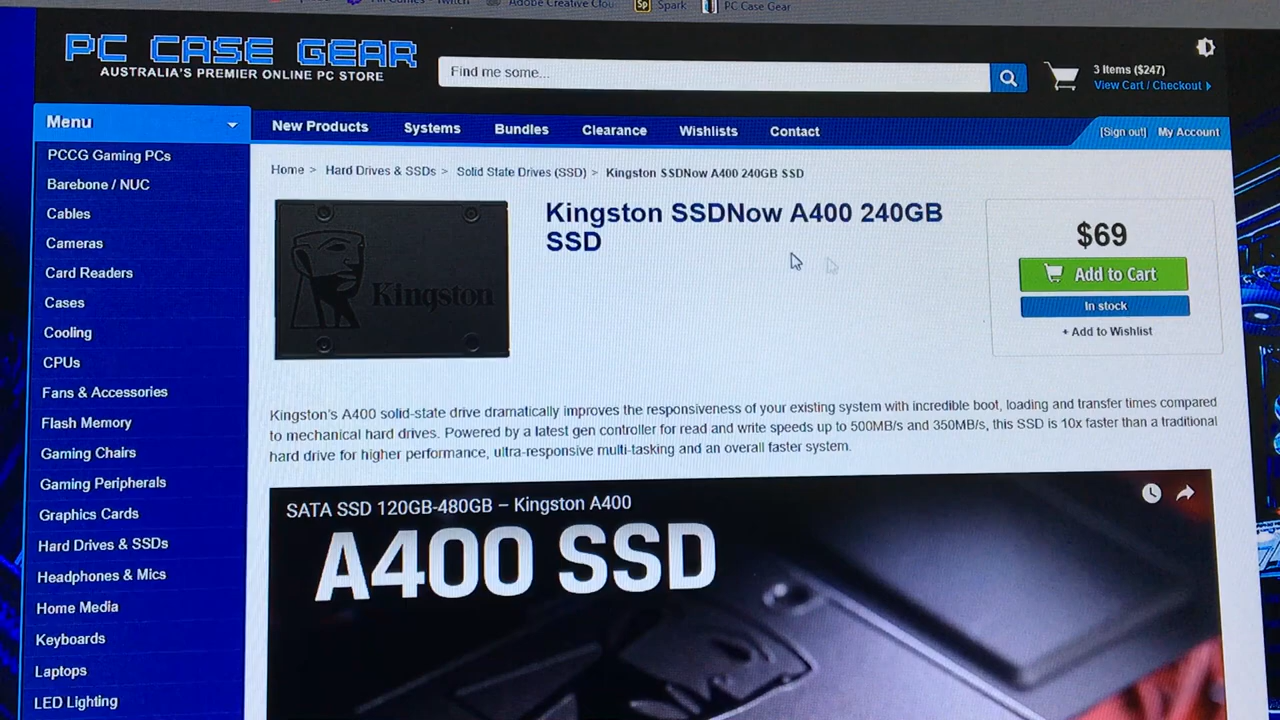 Adobe Creative Clou
Spark
PC Case Gear
PC CASE GEAR
AUSTRALIA'S PREMIER ONLINE PC STORE
Find me some...
3 Items ($247)
View Cart / Checkout
Menu
New Products
Systems
Bundles
Clearance
Wishlists
Contact
[Sign out]
My Account
PCCG Gaming PCs
Barebone / NUC
Cables
Cameras
Card Readers
Cases
Cooling
CPUs
Fans & Accessories
Flash Memory
Gaming Chairs
Gaming Peripherals
Graphics Cards
Hard Drives & SSDs
Headphones & Mics
Home Media
Keyboards
Laptops
LED Lighting
Home > Hard Drives & SSDs > Solid State Drives (SSD) > Kingston SSDNow A400 240GB SSD
Kingston
Kingston SSDNow A400 240GB
SSD
$69
Add to Cart
In stock
+ Add to Wishlist
Kingston's A400 solid-state drive dramatically improves the responsiveness of your existing system with incredible boot, loading and transfer times compared
to mechanical hard drives. Powered by a latest gen controller for read and write speeds up to 500MB/s and 350MB/s, this SSD is 10x faster than a traditional
hard drive for higher performance, ultra-responsive multi-tasking and an overall faster system.
SATA SSD 120GB-480GB – Kingston A400
A400 SSD